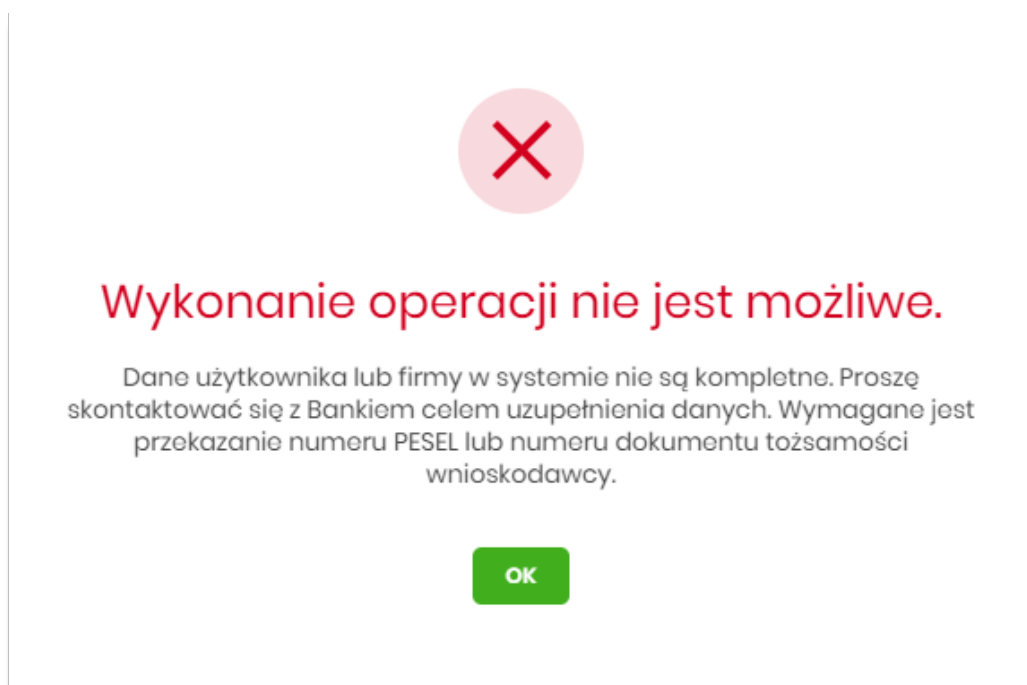 Wykonanie operacji nie jest możliwe.
Dane użytkownika lub firmy w systemie nie są kompletne. Proszę
skontaktować się z Bankiem celem uzupełnienia danych. Wymagane jest
przekazanie numeru PESEL lub numeru dokumentu tożsamości
wnioskodawcy.
OK